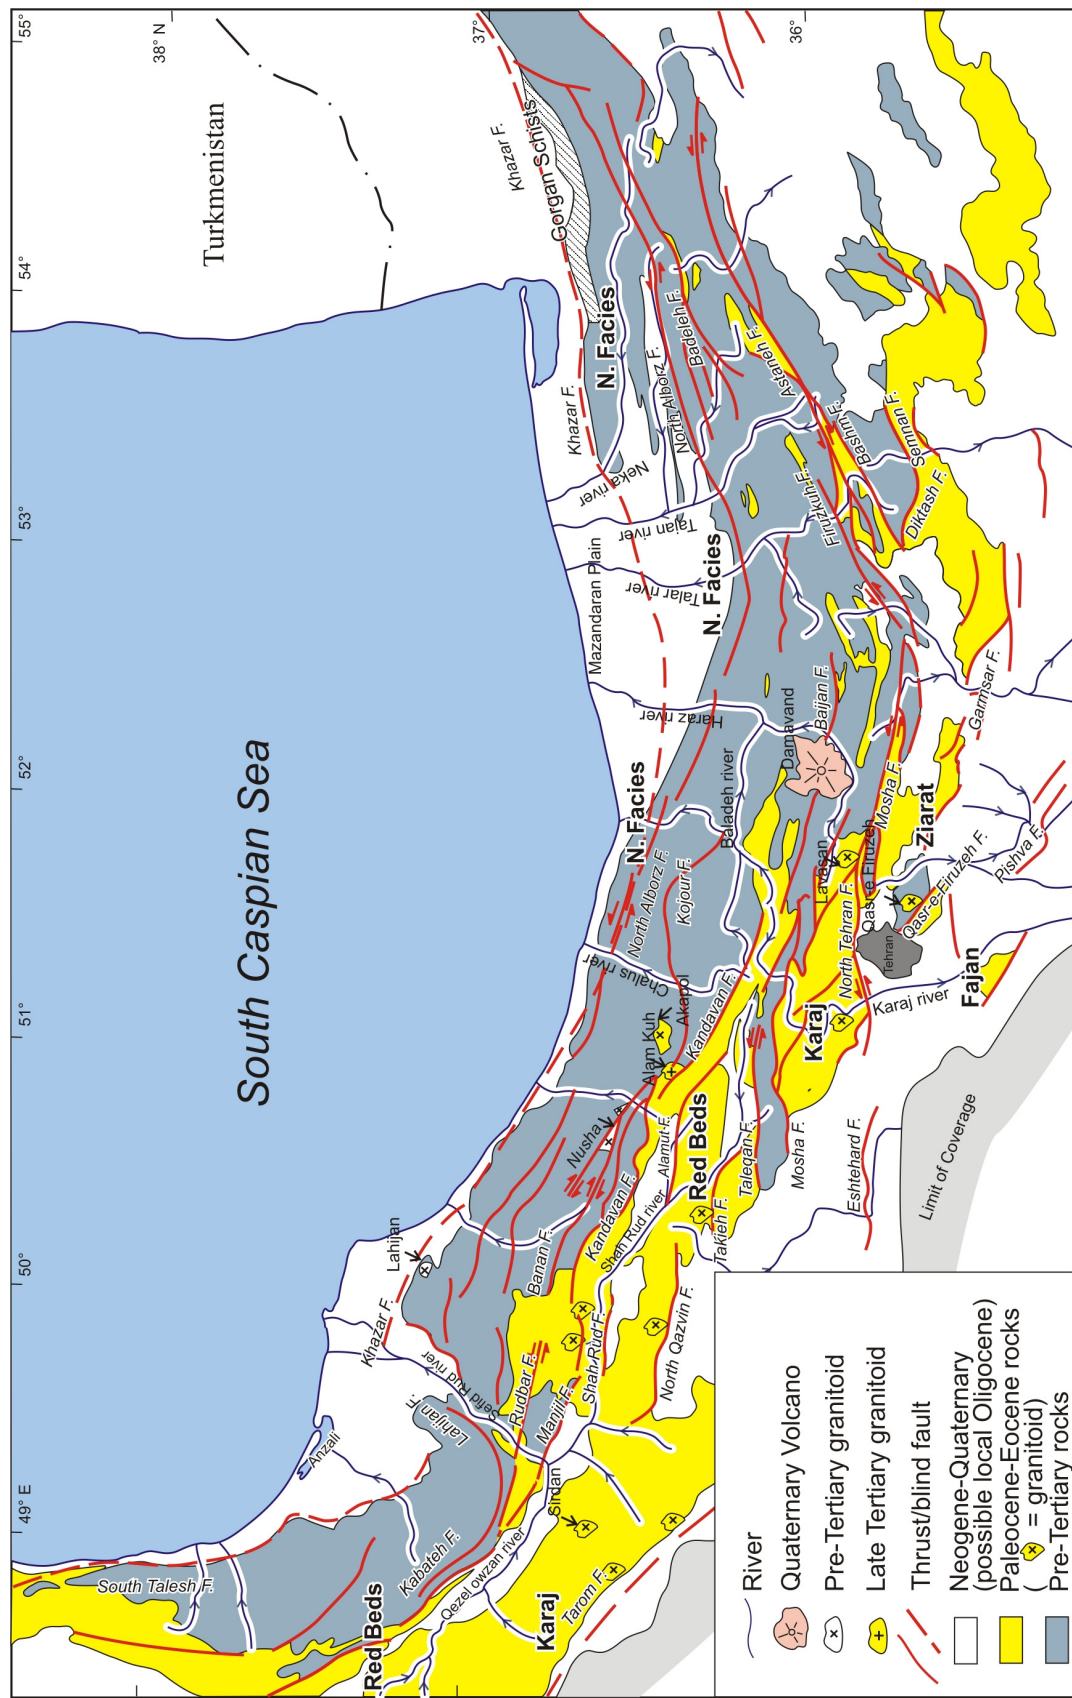 49° E
50°
51°
52°
53°
54°
55°
38° N
37°
36°
Turkmenistan
South Caspian Sea
Khazar F.
Gorgan Schists
N. Facies
Khazar F.
North Alborz F.
Badeleh F.
Astaneh F.
Neka river
Tajan river
Talar river
Mazandaran Plain
N. Facies
Firuzkuh F.
Bashm F.
Semnan F.
Diktash F.
Haraz river
Baijan F.
Damavand
Garmsar F.
N. Facies
Baladeh river
Mosha F.
Ziarat
North Alborz F.
Kojour F.
Lavasan
Qasr-e Firuzeh
Qasr-e-Firuzeh F.
Pishva F.
North Tehran F.
Tehran
Chalus river
Akapol
Alam Kuh
Kandavan F.
Karaj
Karaj river
Fajan
Nusha
Alamut F.
Red Beds
Taleqan F.
Mosha F.
Eshtehard F.
Limit of Coverage
Lahijan
Khazar F.
Banan F.
Kandavan F.
Shah Rud river
Takieh F.
Sefid Rud river
Lahijan F.
Rudbar F.
Manjil F.
Shah Rud F.
North Qazvin F.
Anzali
South Talesh F.
Kabateh F.
Qezel owzan river
Sirdan
Tarom F.
Karaj
Red Beds
River
Quaternary Volcano
Pre-Tertiary granitoid
Late Tertiary granitoid
Thrust/blind fault
Neogene-Quaternary
(possible local Oligocene)
Paleocene-Eocene rocks
( = granitoid)
Pre-Tertiary rocks